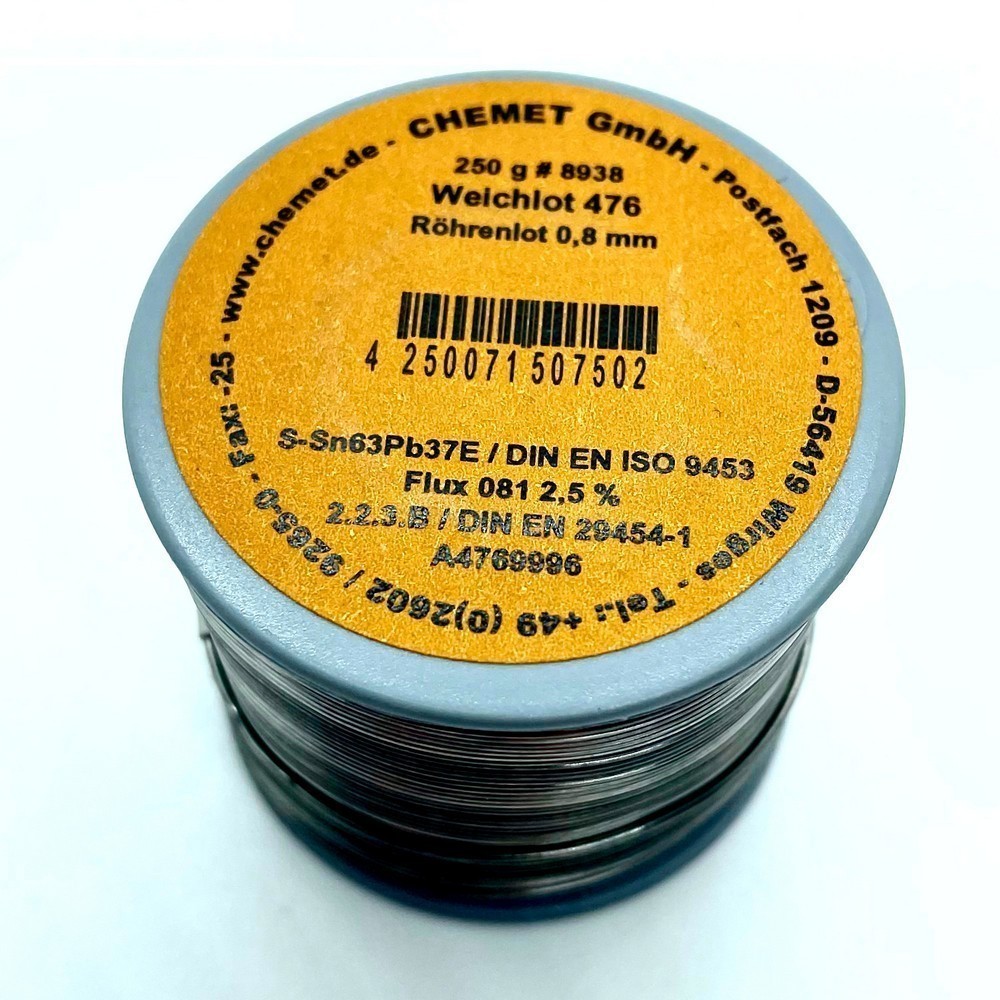 www.chemet.de - CHEMET GmbH - Postfach 1209 - D-56419 Wirges - Tel.: +49 (0)2602 / 9265-0 - Fax: -25 -
250 g # 8938
Weichlot 476
Röhrenlot 0,8 mm
4 250071 507502
S-Sn63Pb37E / DIN EN ISO 9453
Flux 081 2,5 %
2.2.3.B / DIN EN 29454-1
A4769996